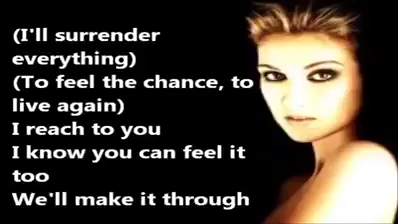 (I'll surrender
everything)
(To feel the chance, to
live again)
I reach to you
I know you can feel it
too
We'll make it through